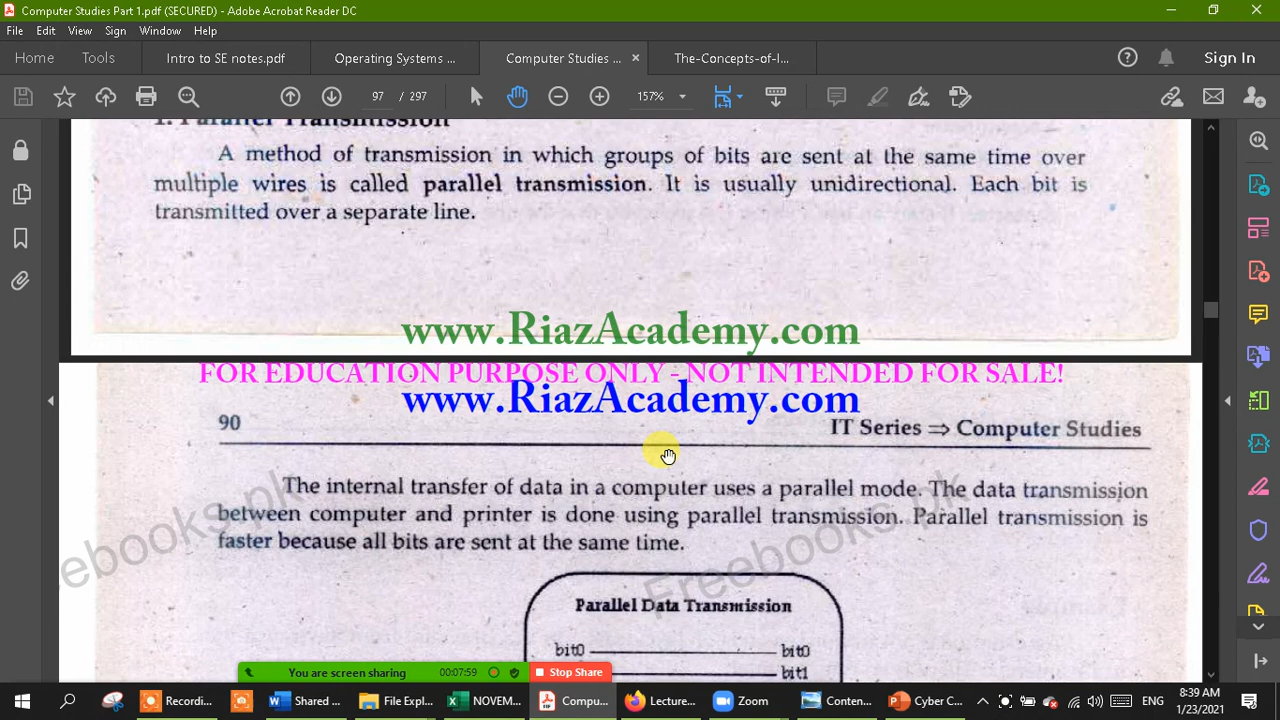 Computer Studies Part 1.pdf (SECURED) - Adobe Acrobat Reader DC
File Edit View Sign Window Help
Home Tools Intro to SE notes.pdf Operating Systems ... Computer Studies ... × The-Concepts-of-I... Sign In
97 / 297 157%
1. Parallel Transmission
A method of transmission in which groups of bits are sent at the same time over
multiple wires is called parallel transmission. It is usually unidirectional. Each bit is
transmitted over a separate line.
www.RiazAcademy.com
FOR EDUCATION PURPOSE ONLY - NOT INTENDED FOR SALE!
www.RiazAcademy.com
90 IT Series ⇒ Computer Studies
The internal transfer of data in a computer uses a parallel mode. The data transmission
between computer and printer is done using parallel transmission. Parallel transmission is
faster because all bits are sent at the same time.
Freebooks.pk
ebooks.pk
Parallel Data Transmission
bit0 bit0
bit1
You are screen sharing 00:07:59 Stop Share
Recordi... Shared ... File Expl... NOVEM... Compu... Lecture... Zoom Conten... Cyber C... ENG 8:39 AM
1/23/2021